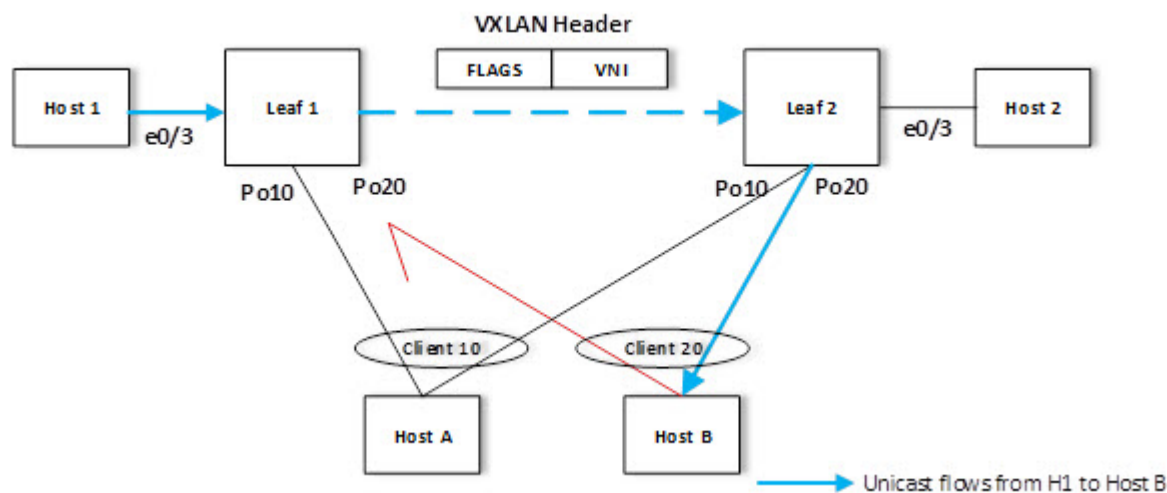 VXLAN Header
FLAGS VNI
Host 1
Leaf 1
Leaf 2
Host 2
e0/3
e0/3
Po10
Po20
Po10
Po20
Client 10
Client 20
Host A
Host B
Unicast flows from H1 to Host B